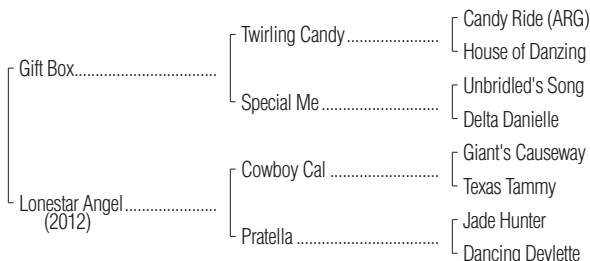 Candy Ride (ARG)
Twirling Candy
House of Danzing
Gift Box
Unbridled's Song
Special Me
Delta Danielle
Giant's Causeway
Cowboy Cal
Texas Tammy
Lonestar Angel
(2012)
Jade Hunter
Pratella
Dancing Devlette